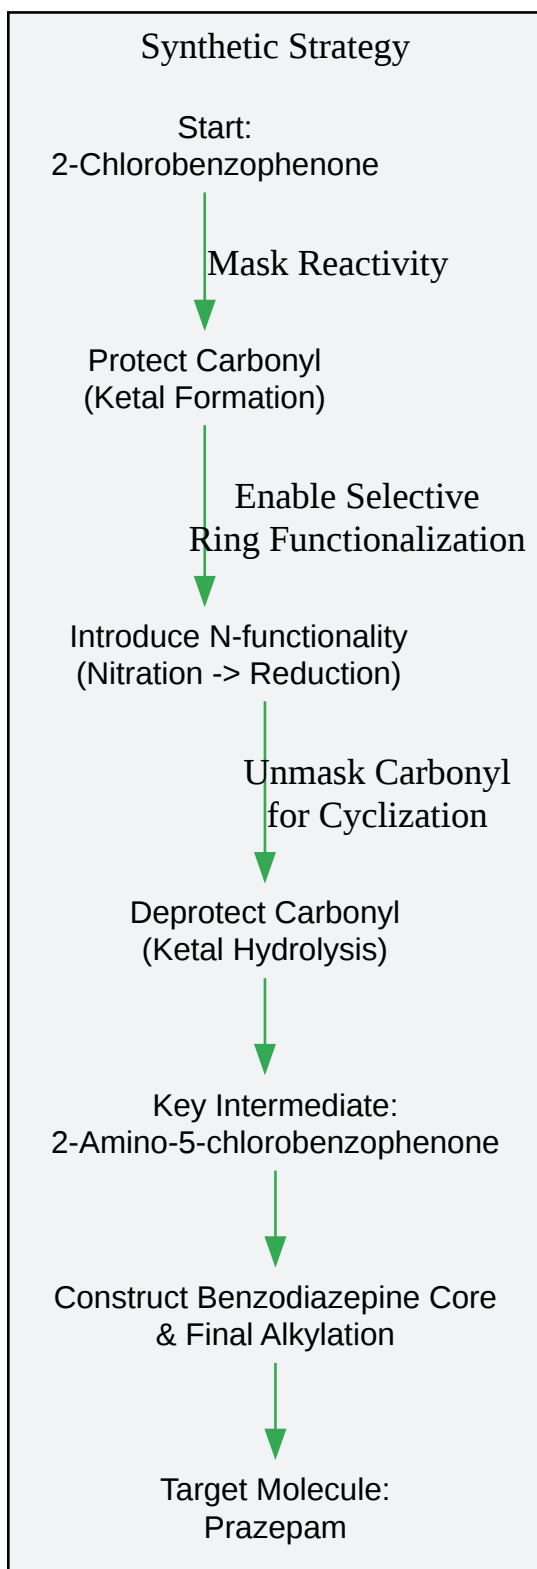 Synthetic Strategy
Start:
2-Chlorobenzophenone
Mask Reactivity
Protect Carbonyl
(Ketal Formation)
Enable Selective
Ring Functionalization
Introduce N-functionality
(Nitration -> Reduction)
Unmask Carbonyl
for Cyclization
Deprotect Carbonyl
(Ketal Hydrolysis)
Key Intermediate:
2-Amino-5-chlorobenzophenone
Construct Benzodiazepine Core
& Final Alkylation
Target Molecule:
Prazepam